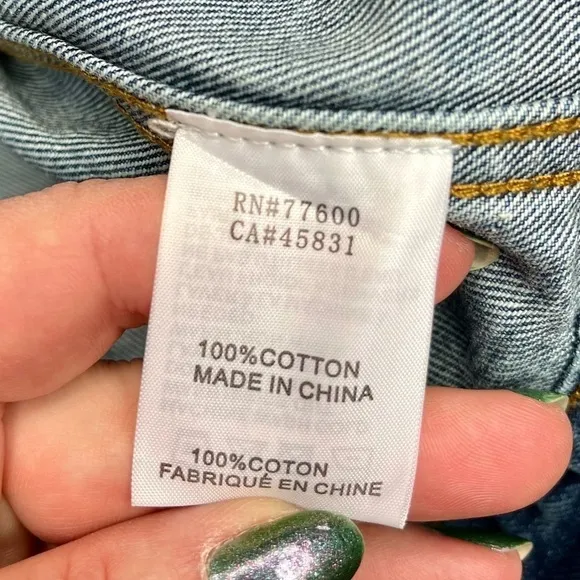 RN#77600
CA#45831
100%COTTON
MADE IN CHINA
100%COTON
FABRIQUÉ EN CHINE